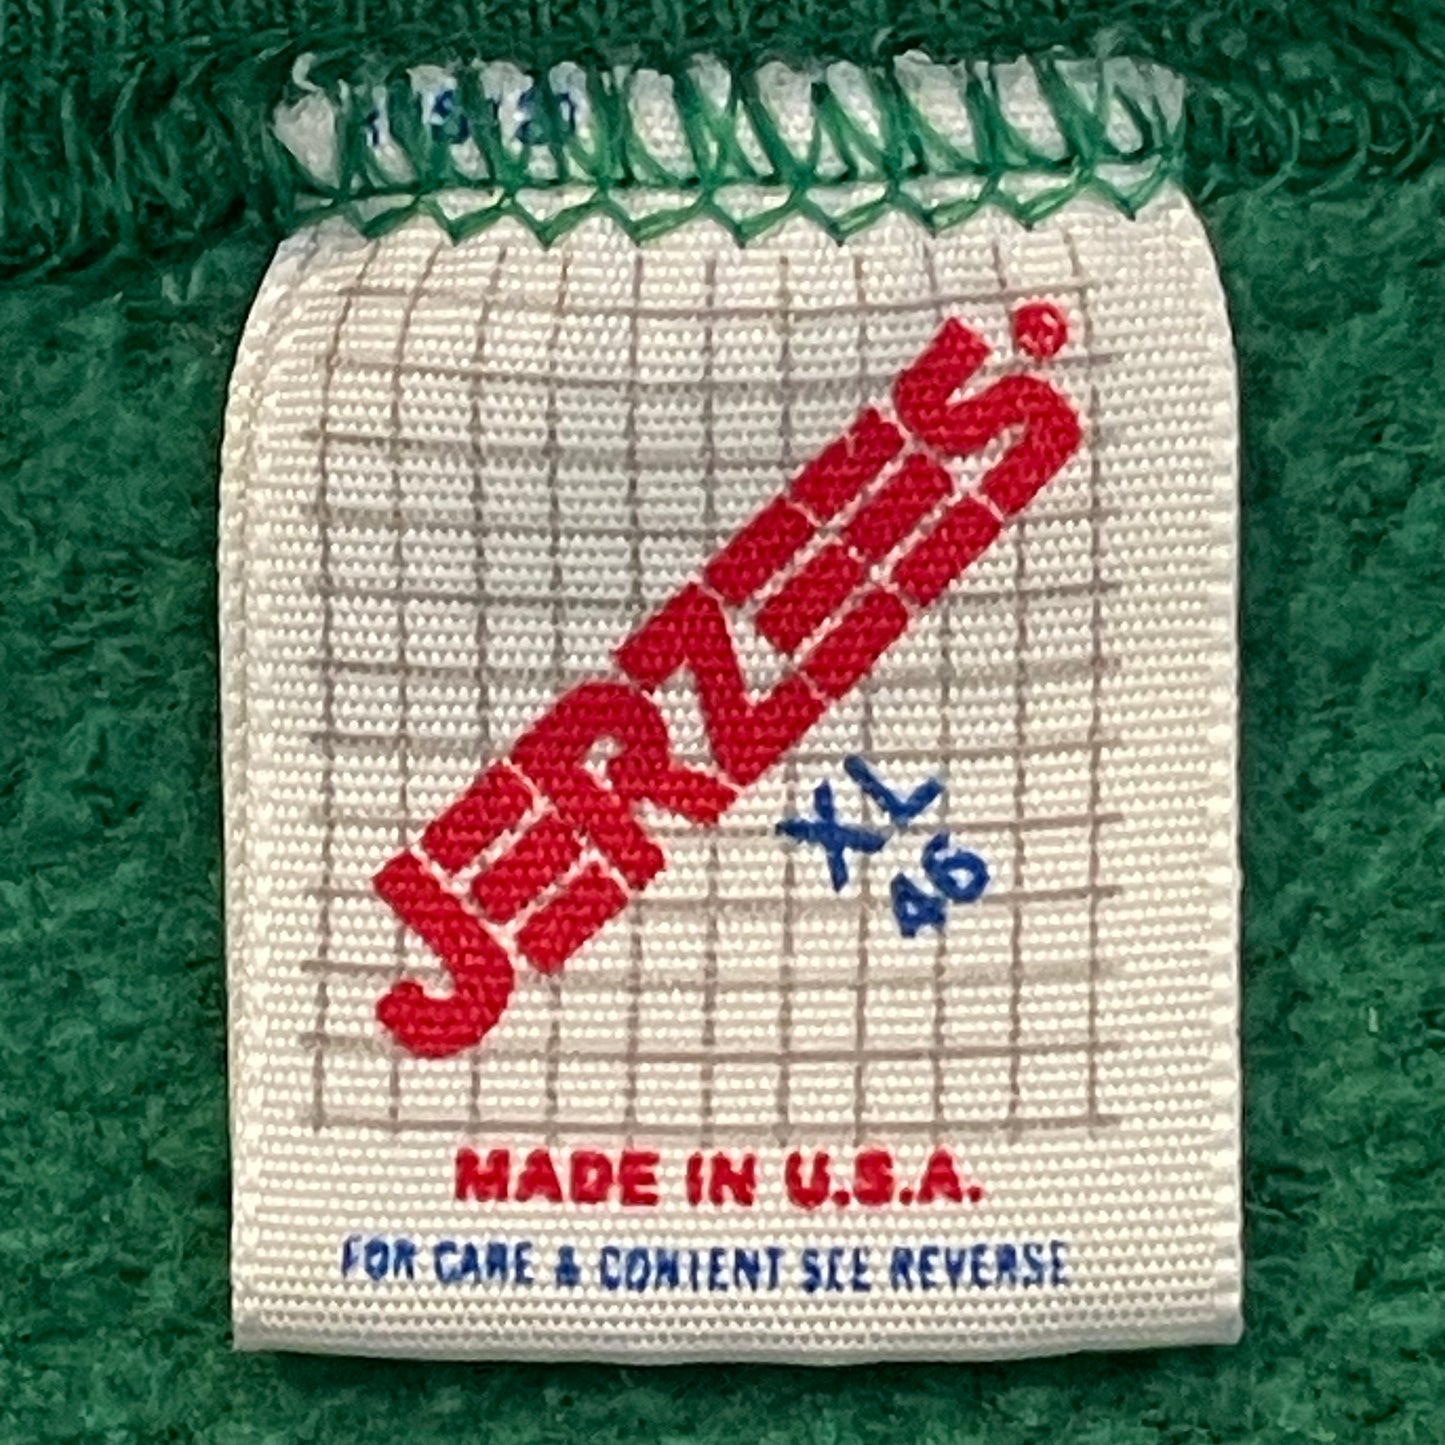 JERZEES®
XL
46
MADE IN U.S.A.
FOR CARE & CONTENT SEE REVERSE